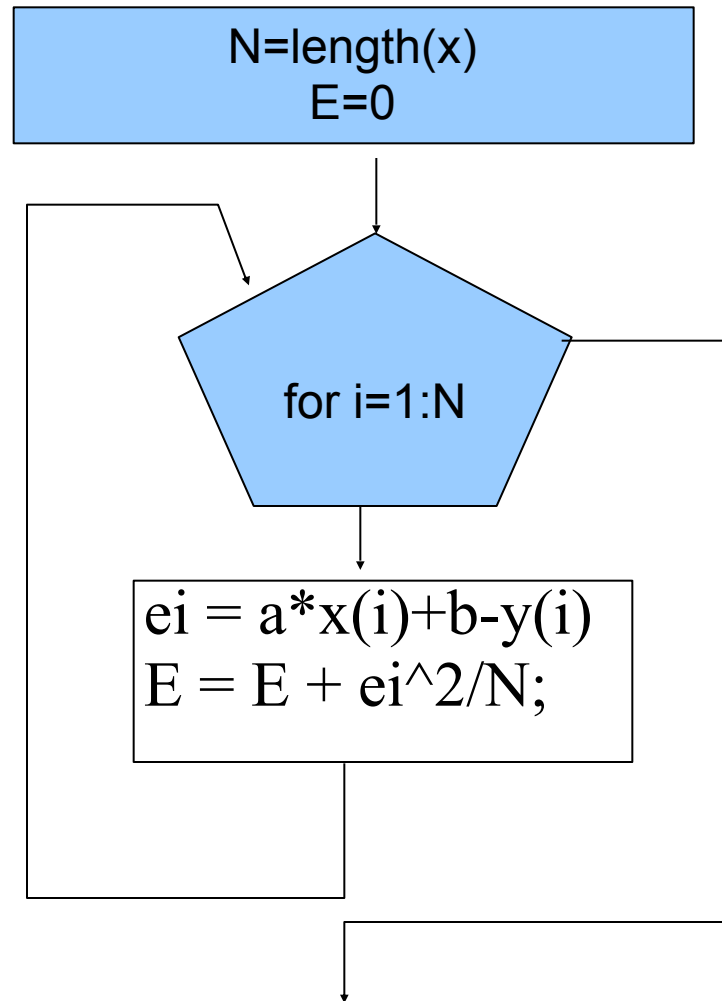 N=length(x)
E=0
for i=1:N
ei = a*x(i)+b-y(i)
E = E + ei^2/N;